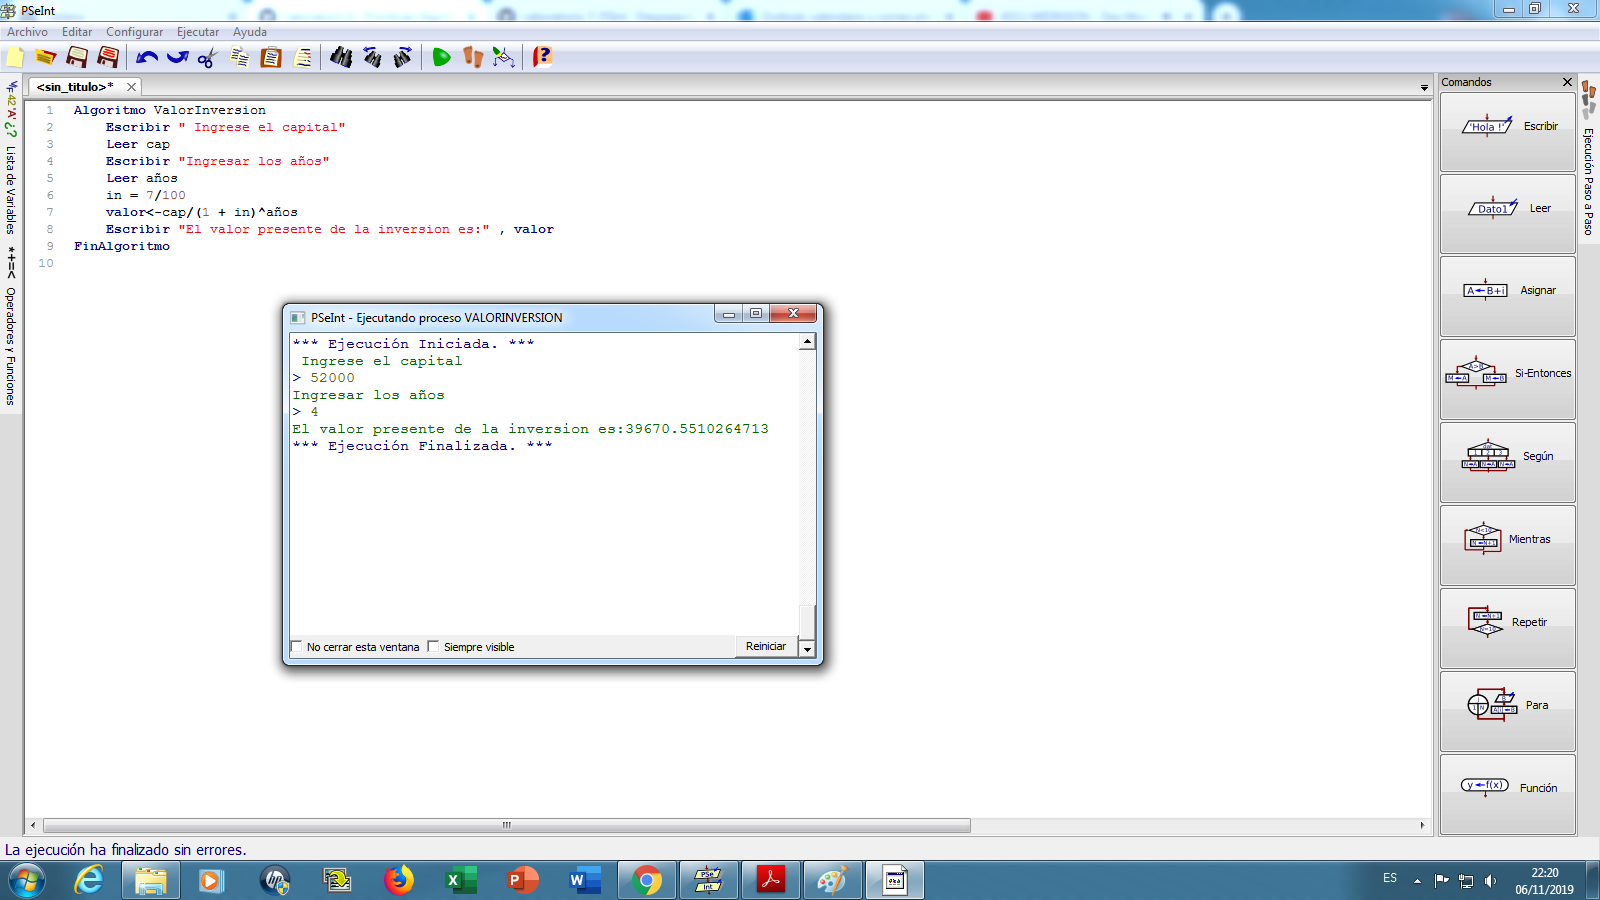 PSeInt
Archivo Editar Configurar Ejecutar Ayuda
<sin_titulo>*
1 Algoritmo ValorInversion
2 Escribir " Ingrese el capital"
3 Leer cap
4 Escribir "Ingresar los años"
5 Leer años
6 in = 7/100
7 valor<-cap/(1 + in)^años
8 Escribir "El valor presente de la inversion es:" , valor
9 FinAlgoritmo
10
Lista de Variables
Operadores y Funciones
PSeInt - Ejecutando proceso VALORINVERSION
*** Ejecución Iniciada. ***
Ingrese el capital
> 52000
Ingresar los años
> 4
El valor presente de la inversion es:39670.5510264713
*** Ejecución Finalizada. ***
No cerrar esta ventana Siempre visible Reiniciar
Comandos
'Hola !' Escribir
Dato1 Leer
A←B+i Asignar
A>B M←A M←B Si-Entonces
Según
Mientras
Repetir
Para
y←f(x) Función
Ejecución Paso a Paso
La ejecución ha finalizado sin errores.
ES
22:20
06/11/2019